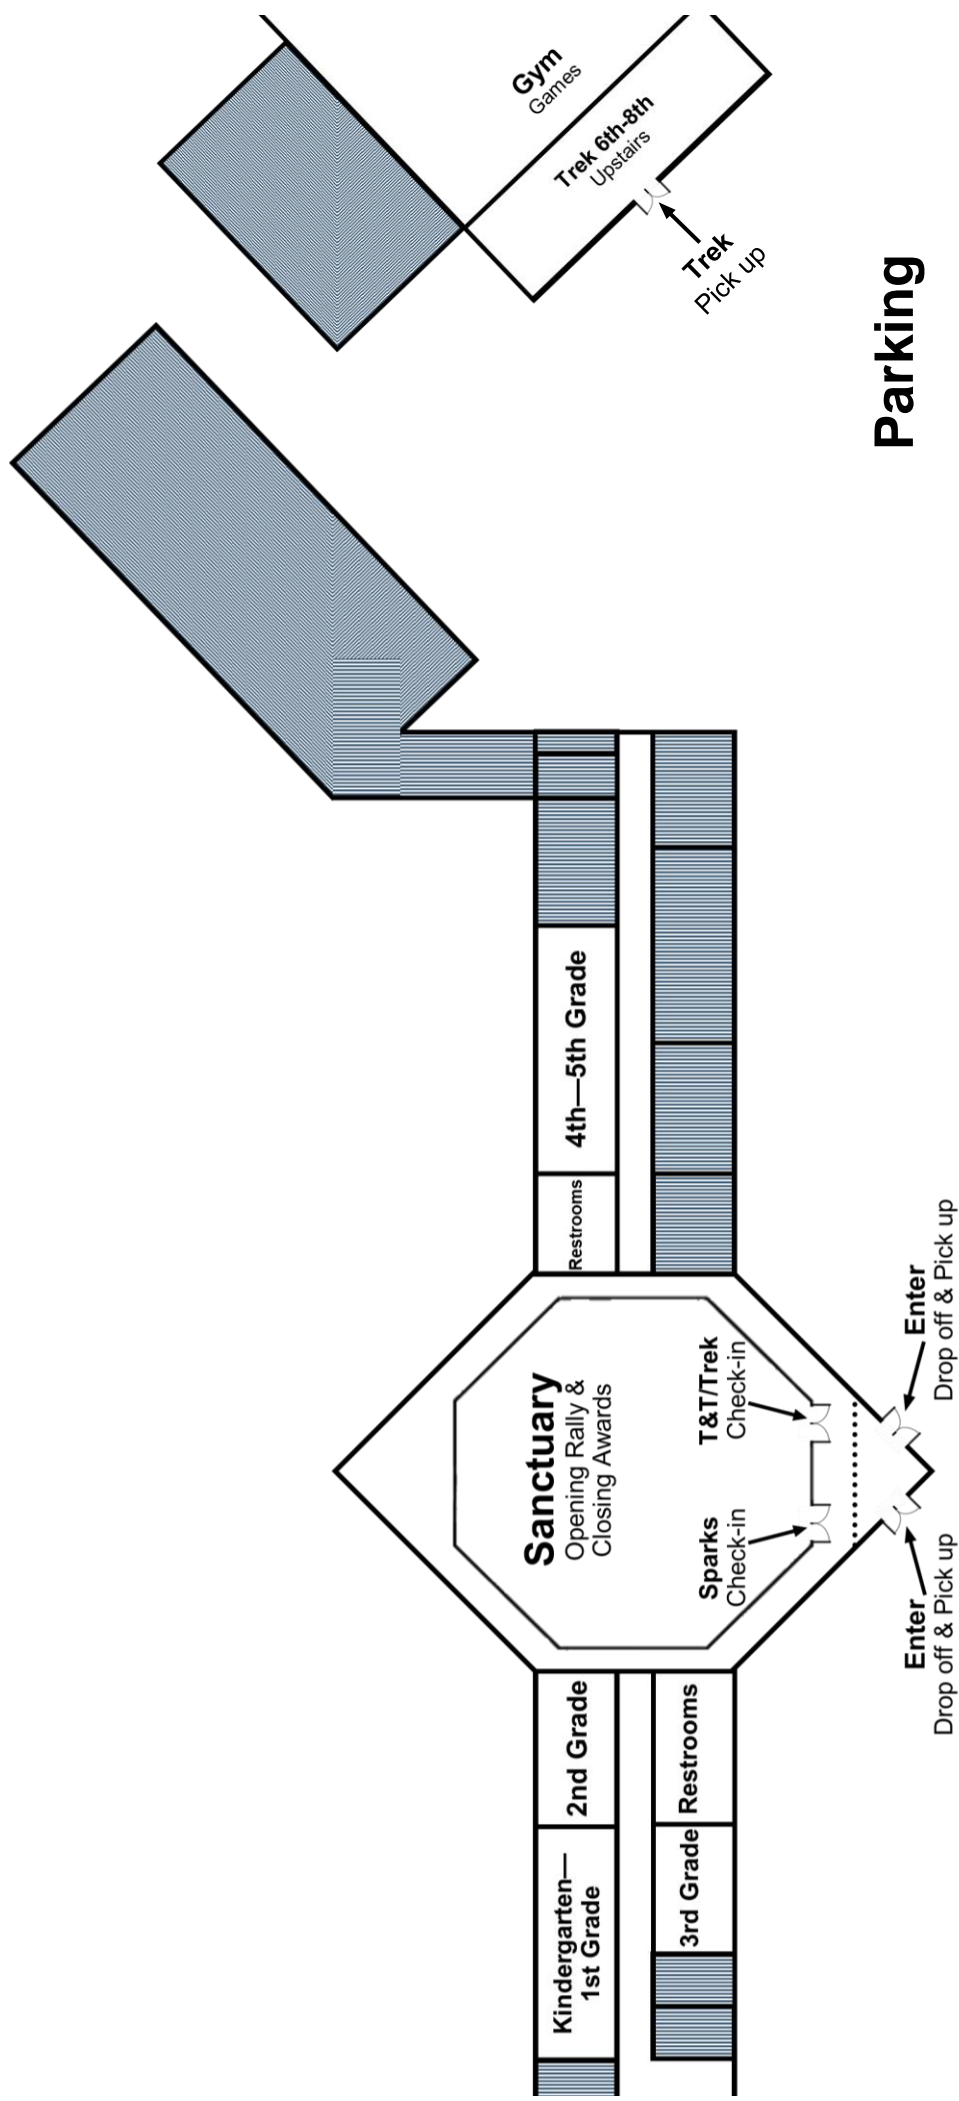 Gym
Games
Trek 6th-8th
Upstairs
Trek
Pick up
Parking
4th—5th Grade
Restrooms
Sanctuary
Opening Rally &
Closing Awards
T&T/Trek
Check-in
Sparks
Check-in
Enter
Drop off & Pick up
Enter
Drop off & Pick up
2nd Grade
Restrooms
Kindergarten—
1st Grade
3rd Grade